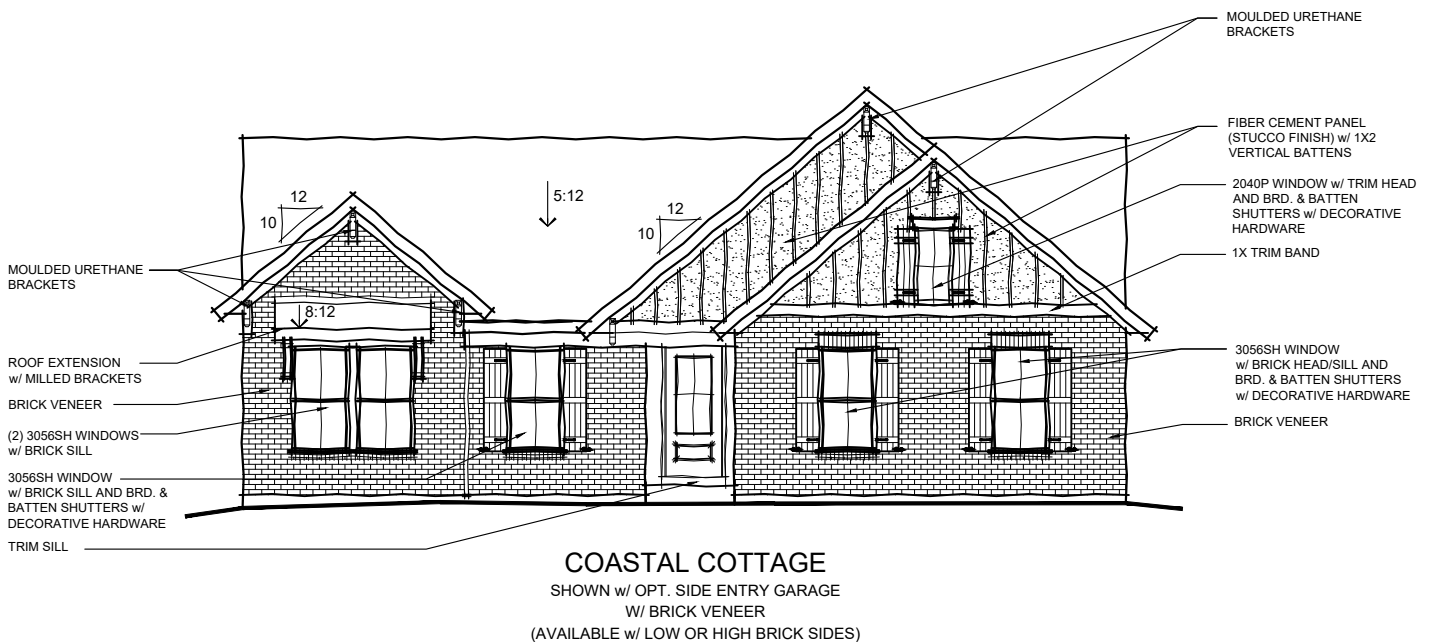 MOULDED URETHANE
BRACKETS
FIBER CEMENT PANEL
(STUCCO FINISH) w/ 1X2
VERTICAL BATTENS
2040P WINDOW w/ TRIM HEAD
AND BRD. & BATTEN
SHUTTERS w/ DECORATIVE
HARDWARE
1X TRIM BAND
3056SH WINDOW
w/ BRICK HEAD/SILL AND
BRD. & BATTEN SHUTTERS
w/ DECORATIVE HARDWARE
BRICK VENEER
12
10
5:12
12
10
8:12
MOULDED URETHANE
BRACKETS
ROOF EXTENSION
w/ MILLED BRACKETS
BRICK VENEER
(2) 3056SH WINDOWS
w/ BRICK SILL
3056SH WINDOW
w/ BRICK SILL AND BRD. &
BATTEN SHUTTERS w/
DECORATIVE HARDWARE
TRIM SILL
COASTAL COTTAGE
SHOWN w/ OPT. SIDE ENTRY GARAGE
W/ BRICK VENEER
(AVAILABLE w/ LOW OR HIGH BRICK SIDES)